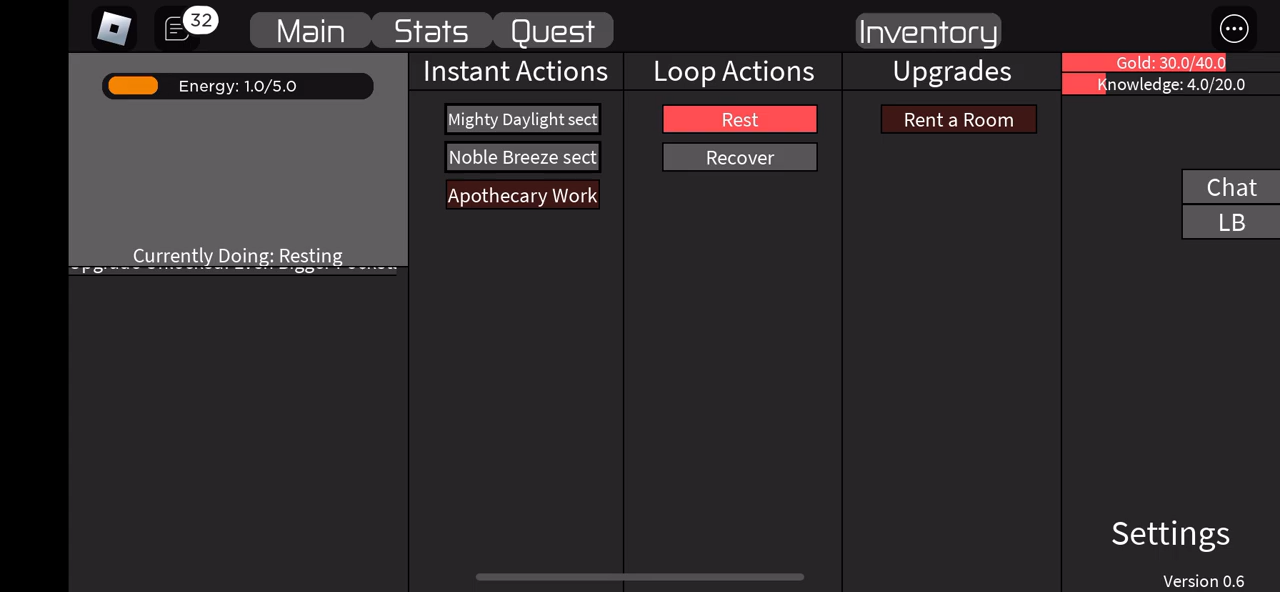 32
Main
Stats
Quest
Inventory
Energy: 1.0/5.0
Currently Doing: Resting
Instant Actions
Mighty Daylight sect
Noble Breeze sect
Apothecary Work
Loop Actions
Rest
Recover
Upgrades
Rent a Room
Gold: 30.0/40.0
Knowledge: 4.0/20.0
Chat
LB
Settings
Version 0.6